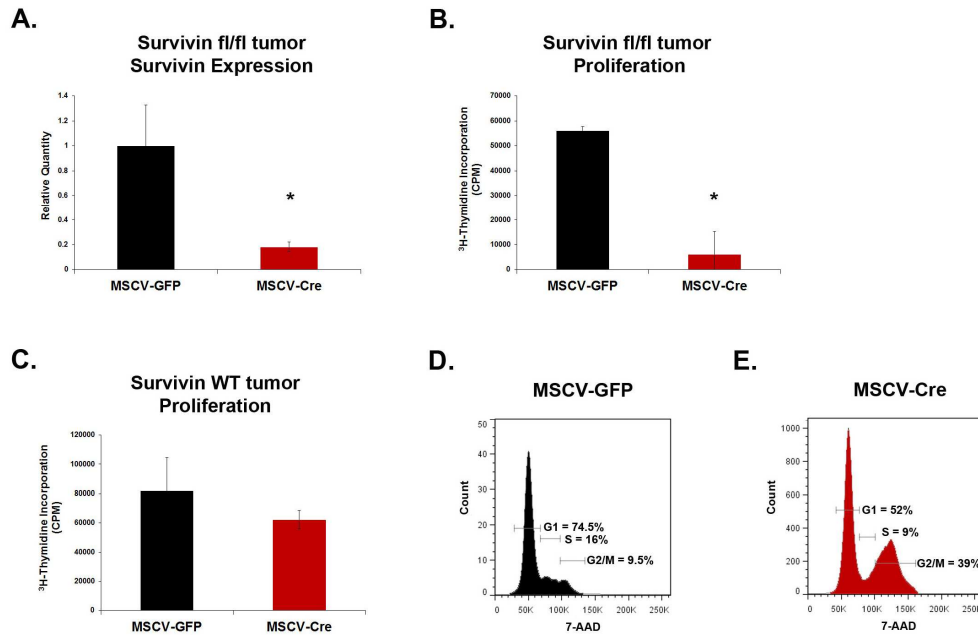 A.
Survivin fl/fl tumor
Survivin Expression
Relative Quantity
1.4
1.2
1
0.8
0.6
0.4
0.2
0
*
MSCV-GFP
MSCV-Cre
B.
Survivin fl/fl tumor
Proliferation
³H-Thymidine Incorporation
(CPM)
70000
60000
50000
40000
30000
20000
10000
0
*
MSCV-GFP
MSCV-Cre
C.
Survivin WT tumor
Proliferation
³H-Thymidine Incorporation
(CPM)
120000
100000
80000
60000
40000
20000
0
MSCV-GFP
MSCV-Cre
D.
MSCV-GFP
Count
50
40
30
20
10
0
G1 = 74.5%
S = 16%
G2/M = 9.5%
0 50K 100K 150K 200K 250K
7-AAD
E.
MSCV-Cre
Count
1000
800
600
400
200
0
G1 = 52%
S = 9%
G2/M = 39%
0 50K 100K 150K 200K 250K
7-AAD